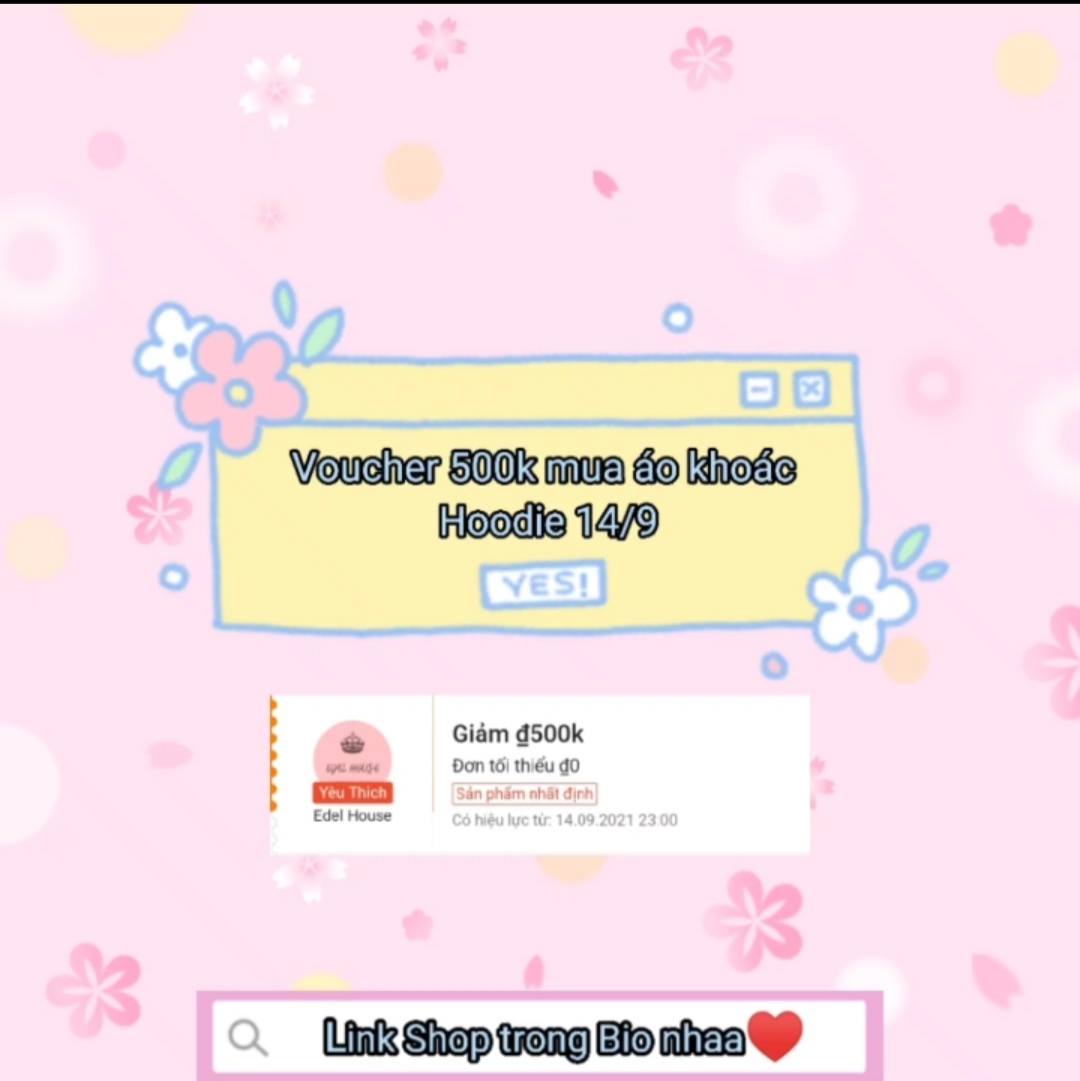 Voucher 500k mua áo khoác
Hoodie 14/9
YES!
Giảm ₫500k
Đơn tối thiểu ₫0
Sản phẩm nhất định
Có hiệu lực từ: 14.09.2021 23:00
Yêu Thích
Edel House
Link Shop trong Bio nhaa